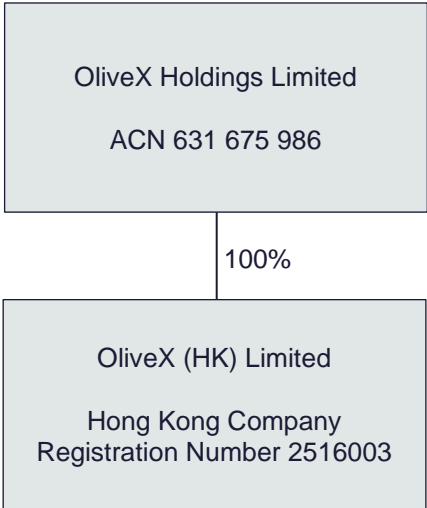 OliveX Holdings Limited
ACN 631 675 986
100%
OliveX (HK) Limited
Hong Kong Company
Registration Number 2516003